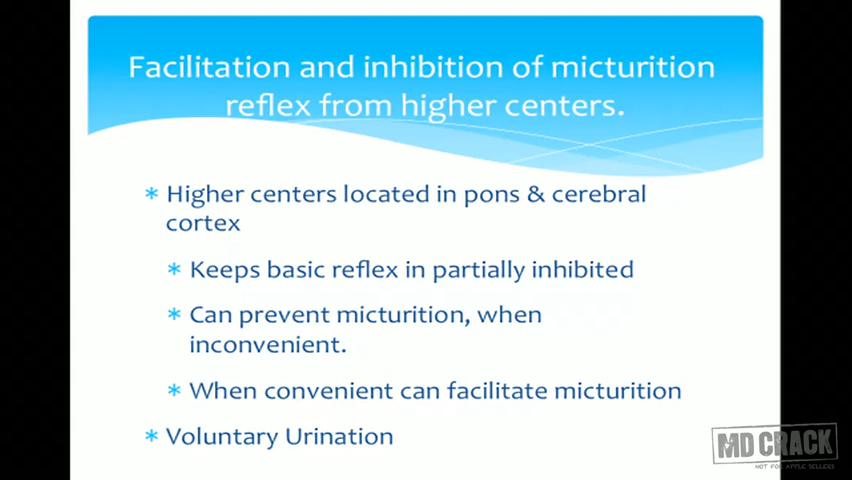 Facilitation and inhibition of micturition
reflex from higher centers.
* Higher centers located in pons & cerebral
cortex
* Keeps basic reflex in partially inhibited
* Can prevent micturition, when
inconvenient.
* When convenient can facilitate micturition
* Voluntary Urination
MD CRACK
NOT FOR APPLE SELLERS